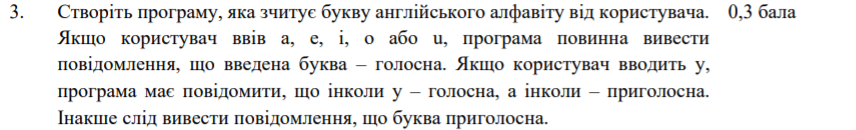 3. Створіть програму, яка зчитує букву англійського алфавіту від користувача. 0,3 бала
Якщо користувач ввів a, e, i, o або u, програма повинна вивести
повідомлення, що введена буква – голосна. Якщо користувач вводить y,
програма має повідомити, що інколи y – голосна, а інколи – приголосна.
Інакше слід вивести повідомлення, що буква приголосна.